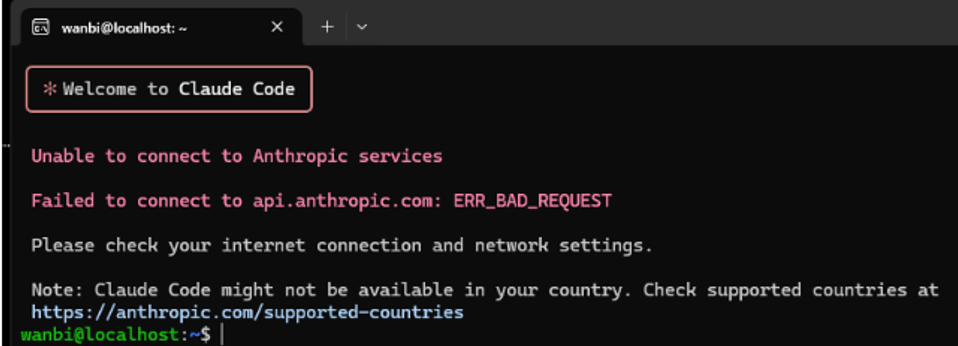 wanbi@localhost: ~
* Welcome to Claude Code
Unable to connect to Anthropic services
Failed to connect to api.anthropic.com: ERR_BAD_REQUEST
Please check your internet connection and network settings.
Note: Claude Code might not be available in your country. Check supported countries at
https://anthropic.com/supported-countries
wanbi@localhost:~$